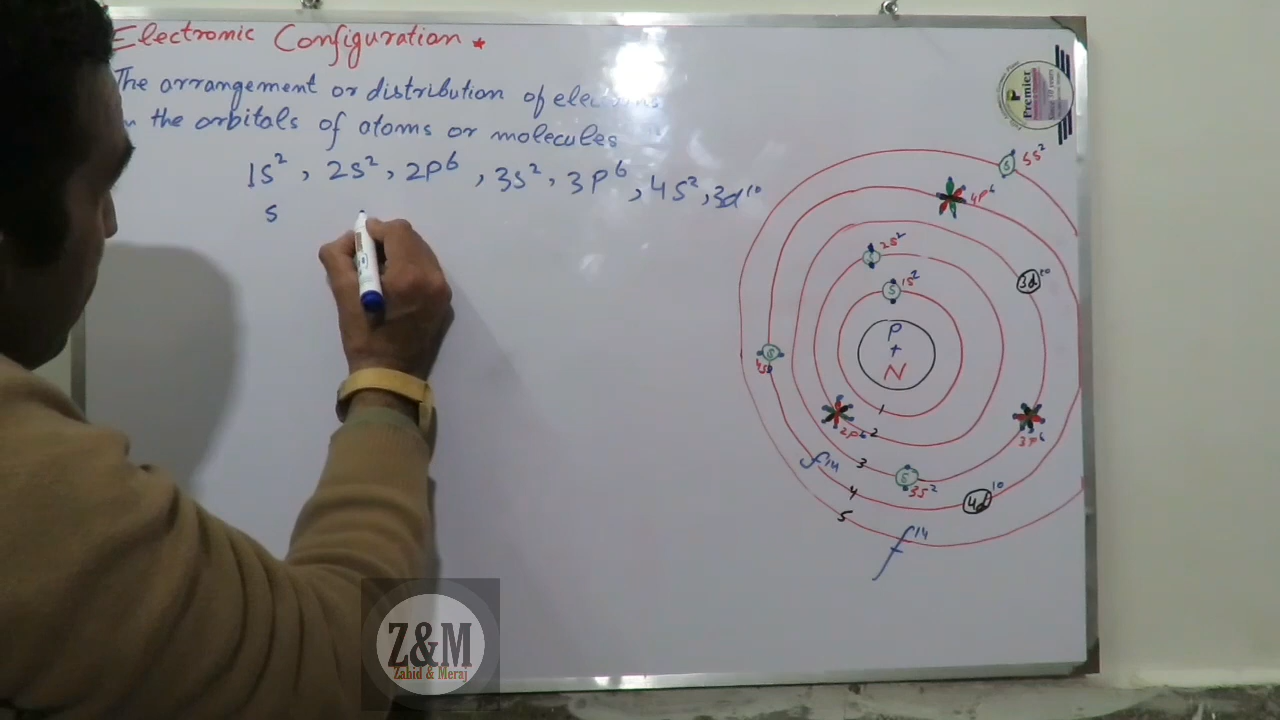 Electronic Configuration *
The arrangement or distribution of electrons
in the orbitals of atoms or molecules
1s², 2s², 2p⁶, 3s², 3p⁶, 4s², 3d¹⁰
s
P
Premier
5s²
4p⁶
2s²
s
1s²
3d¹⁰
P
+
N
s
4s
1
2p⁶ 2
3p⁶
f¹⁴ 3
s
3s²
4
4d¹⁰
5
f¹⁴
Z&M
Zahid & Meraj